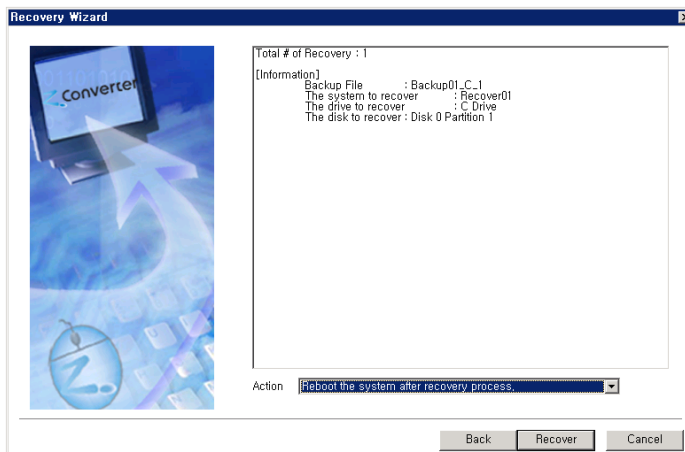 Recovery Wizard
Z.Converter
Total # of Recovery : 1
[Information]
Backup File : Backup01_C_1
The system to recover : Recover01
The drive to recover : C Drive
The disk to recover : Disk 0 Partition 1
Action Reboot the system after recovery process.
Back Recover Cancel